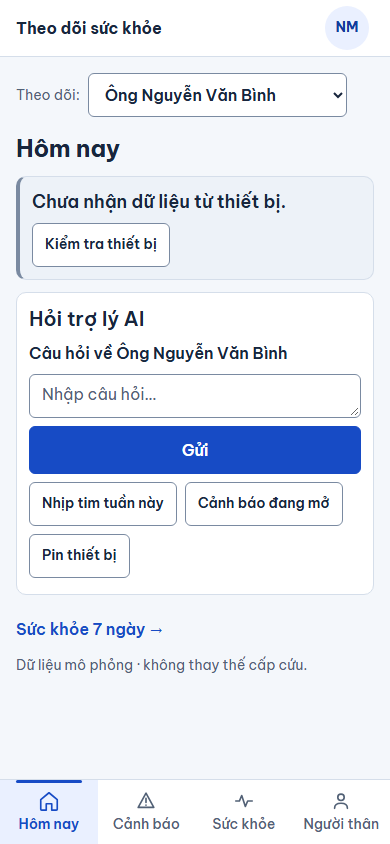 Theo dõi sức khỏe
NM
Theo dõi:
Ông Nguyễn Văn Bình
Hôm nay
Chưa nhận dữ liệu từ thiết bị.
Kiểm tra thiết bị
Hỏi trợ lý AI
Câu hỏi về Ông Nguyễn Văn Bình
Nhập câu hỏi...
Gửi
Nhịp tim tuần này
Cảnh báo đang mở
Pin thiết bị
Sức khỏe 7 ngày →
Dữ liệu mô phỏng · không thay thế cấp cứu.
Hôm nay
Cảnh báo
Sức khỏe
Người thân